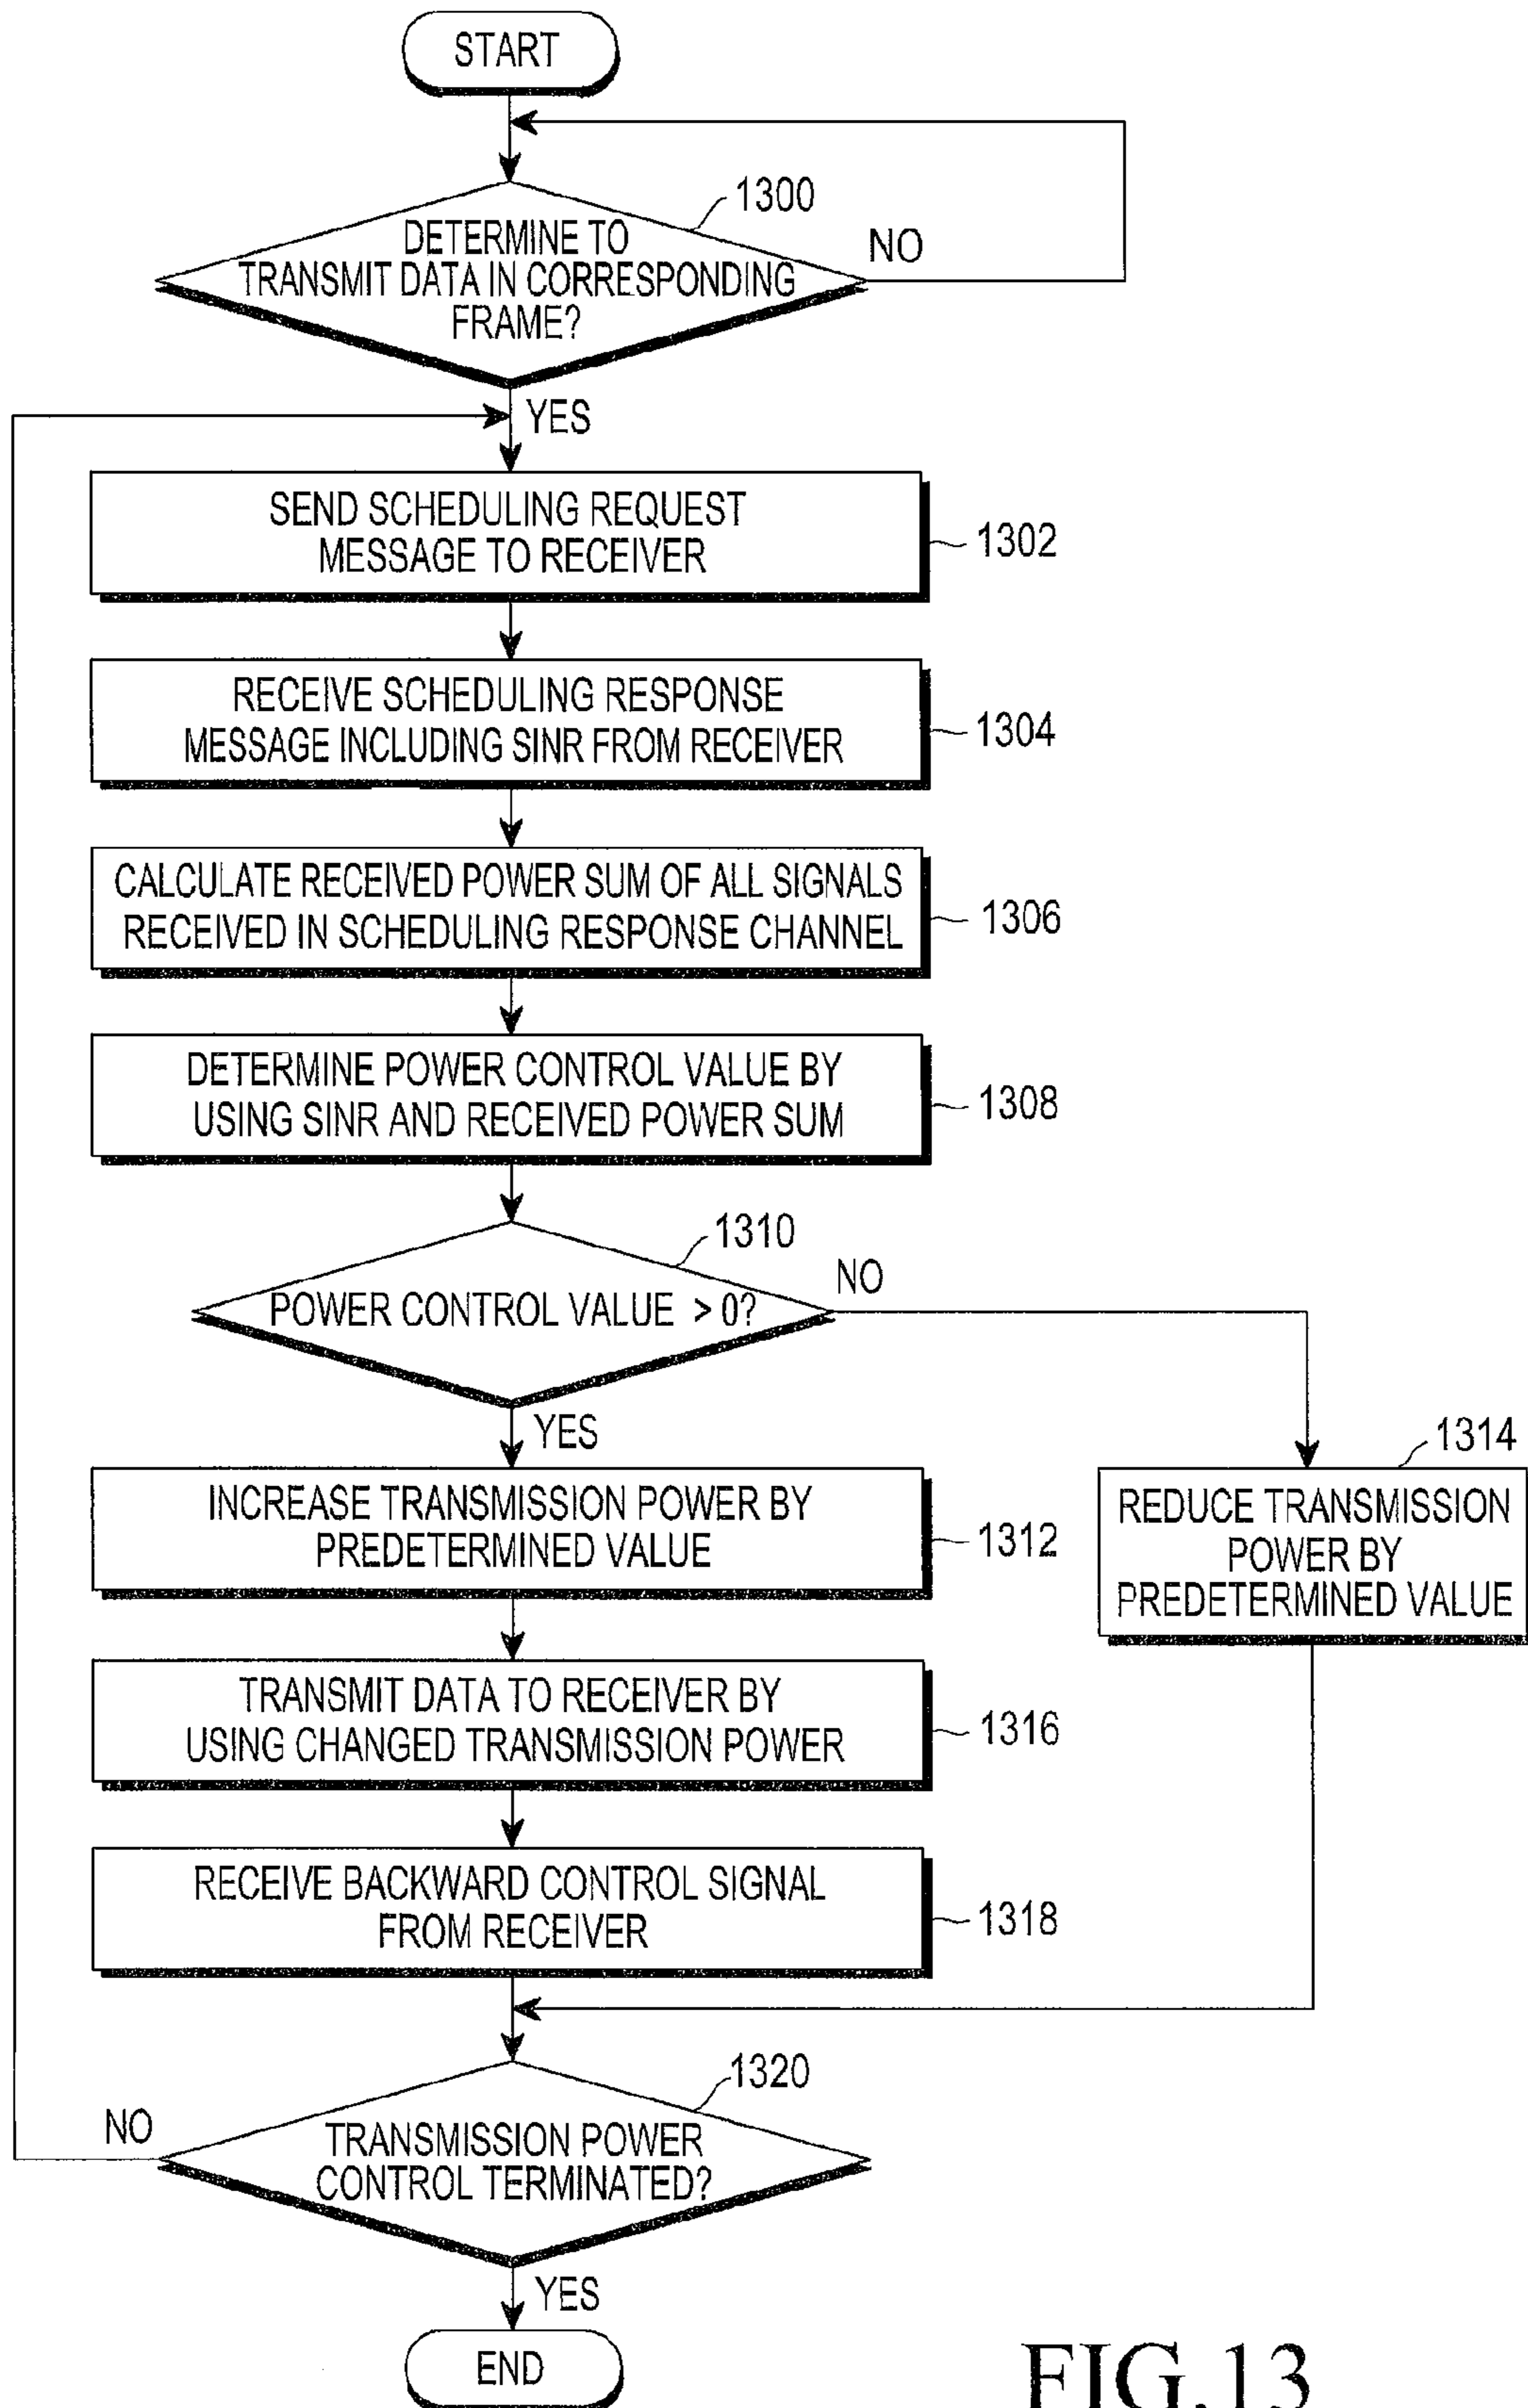 START
1300
DETERMINE TO
TRANSMIT DATA IN CORRESPONDING
FRAME?
NO
YES
SEND SCHEDULING REQUEST
MESSAGE TO RECEIVER
1302
RECEIVE SCHEDULING RESPONSE
MESSAGE INCLUDING SINR FROM RECEIVER
1304
CALCULATE RECEIVED POWER SUM OF ALL SIGNALS
RECEIVED IN SCHEDULING RESPONSE CHANNEL
1306
DETERMINE POWER CONTROL VALUE BY
USING SINR AND RECEIVED POWER SUM
1308
1310
POWER CONTROL VALUE > 0?
NO
YES
INCREASE TRANSMISSION POWER BY
PREDETERMINED VALUE
1312
1314
REDUCE TRANSMISSION
POWER BY
PREDETERMINED VALUE
TRANSMIT DATA TO RECEIVER BY
USING CHANGED TRANSMISSION POWER
1316
RECEIVE BACKWARD CONTROL SIGNAL
FROM RECEIVER
1318
1320
TRANSMISSION POWER
CONTROL TERMINATED?
NO
YES
END
FIG.13